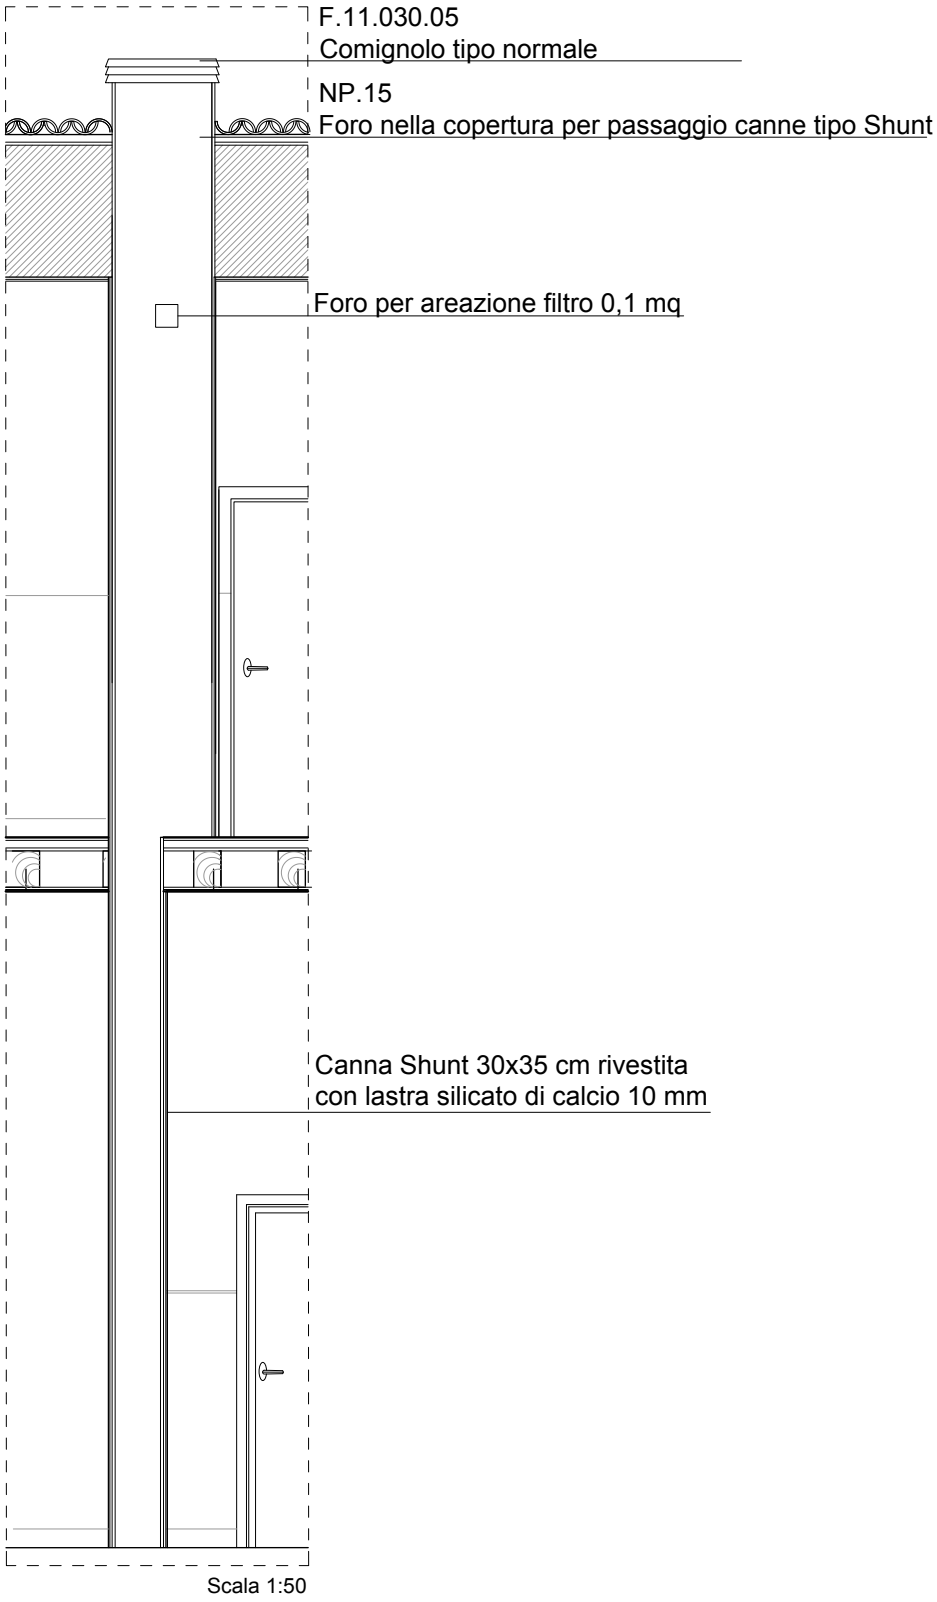 F.11.030.05
Comignolo tipo normale
NP.15
Foro nella copertura per passaggio canne tipo Shunt
Foro per areazione filtro 0,1 mq
Canna Shunt 30x35 cm rivestita
con lastra silicato di calcio 10 mm
Scala 1:50